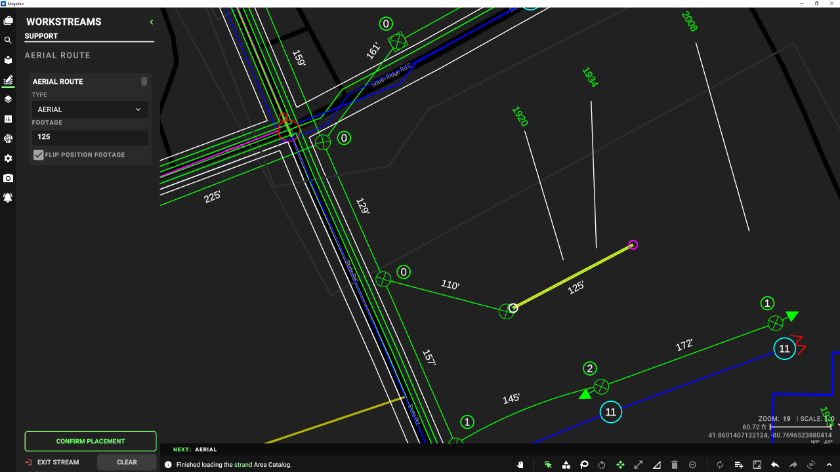 Magellan
WORKSTREAMS
SUPPORT
AERIAL ROUTE
AERIAL ROUTE
TYPE
AERIAL
FOOTAGE
125
FLIP POSITION FOOTAGE
CONFIRM PLACEMENT
EXIT STREAM
CLEAR
0
161'
159'
South Ridge Rd E
2008
1934
1920
0
225'
129'
0
110'
125'
157'
1
172'
11
2
145'
11
1
ZOOM: 19 | SCALE: 1.0
60.72 ft
41.8601407122124, -80.7696523880414
NEXT: AERIAL
Finished loading the strand Area Catalog.